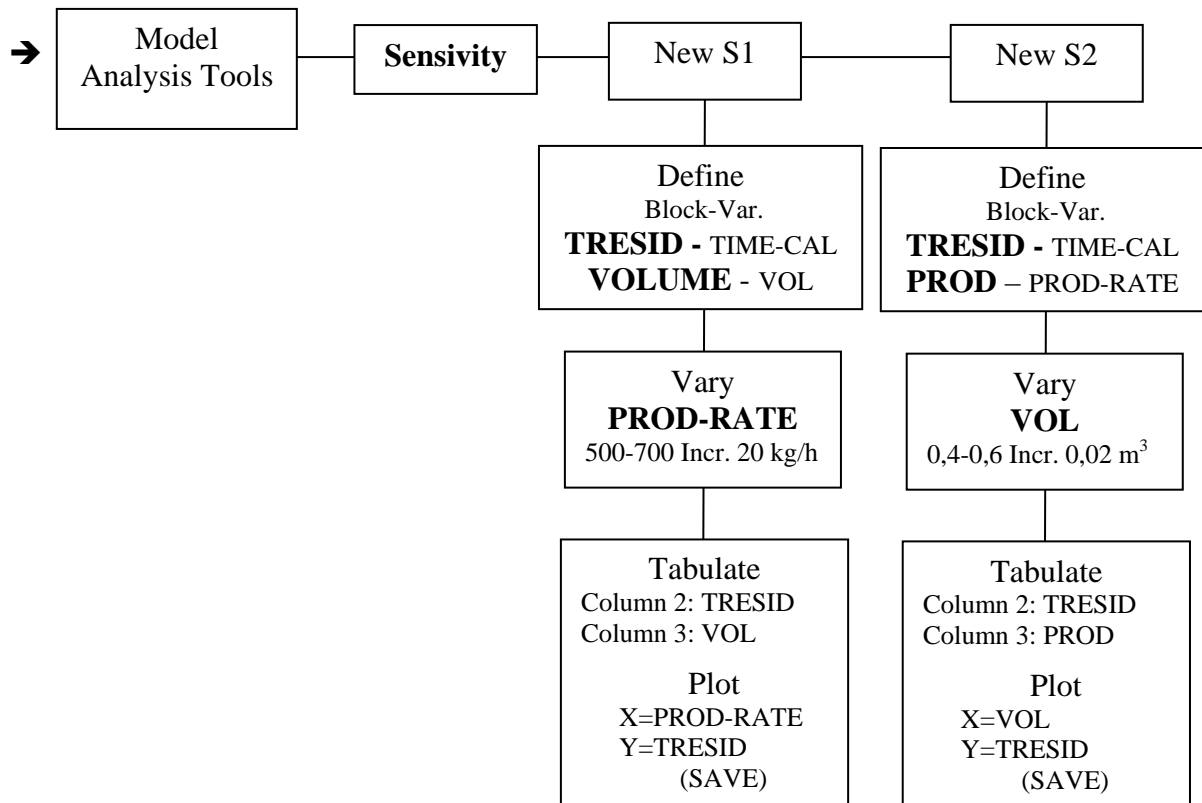 ➔
Model
Analysis Tools
Sensivity
New S1
New S2
Define
Block-Var.
TRESID - TIME-CAL
VOLUME - VOL
Define
Block-Var.
TRESID - TIME-CAL
PROD – PROD-RATE
Vary
PROD-RATE
500-700 Incr. 20 kg/h
Vary
VOL
0,4-0,6 Incr. 0,02 m³
Tabulate
Column 2: TRESID
Column 3: VOL
Plot
X=PROD-RATE
Y=TRESID
(SAVE)
Tabulate
Column 2: TRESID
Column 3: PROD
Plot
X=VOL
Y=TRESID
(SAVE)